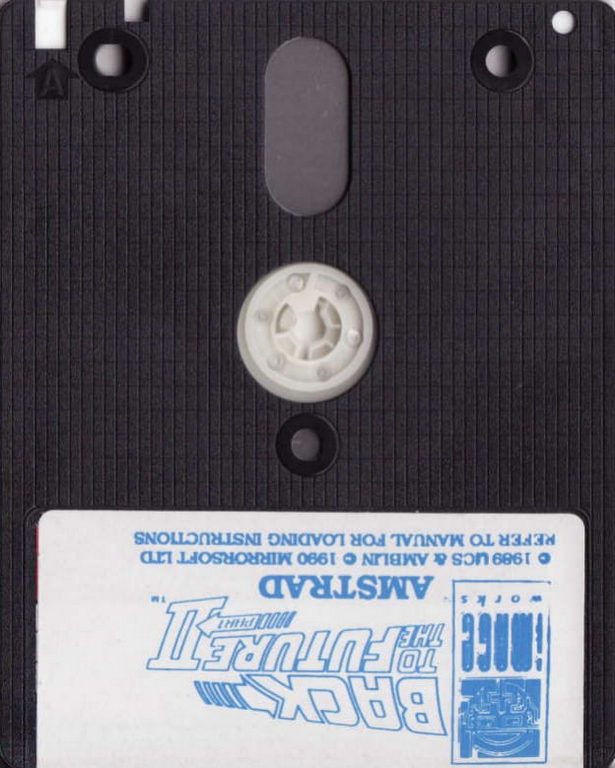 BACK
TO THE
FUTURE II
PART
™
image
works
AMSTRAD
© 1989 UCS & AMBLIN © 1990 MIRRORSOFT LTD
REFER TO MANUAL FOR LOADING INSTRUCTIONS
A